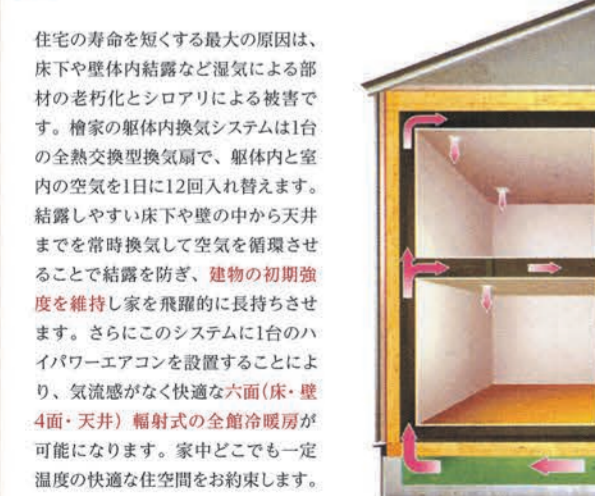 住宅の寿命を短くする最大の原因は、
床下や壁体内結露など湿気による部
材の老朽化とシロアリによる被害で
す。檜家の躯体内換気システムは1台
の全熱交換型換気扇で、躯体内と室
内の空気を1日に12回入れ替えます。
結露しやすい床下や壁の中から天井
までを常時換気して空気を循環させ
ることで結露を防ぎ、建物の初期強
度を維持し家を飛躍的に長持ちさせ
ます。さらにこのシステムに1台のハ
イパワーエアコンを設置することによ
り、気流感がなく快適な六面(床・壁
4面・天井）輻射式の全館冷暖房が
可能になります。家中どこでも一定
温度の快適な住空間をお約束します。